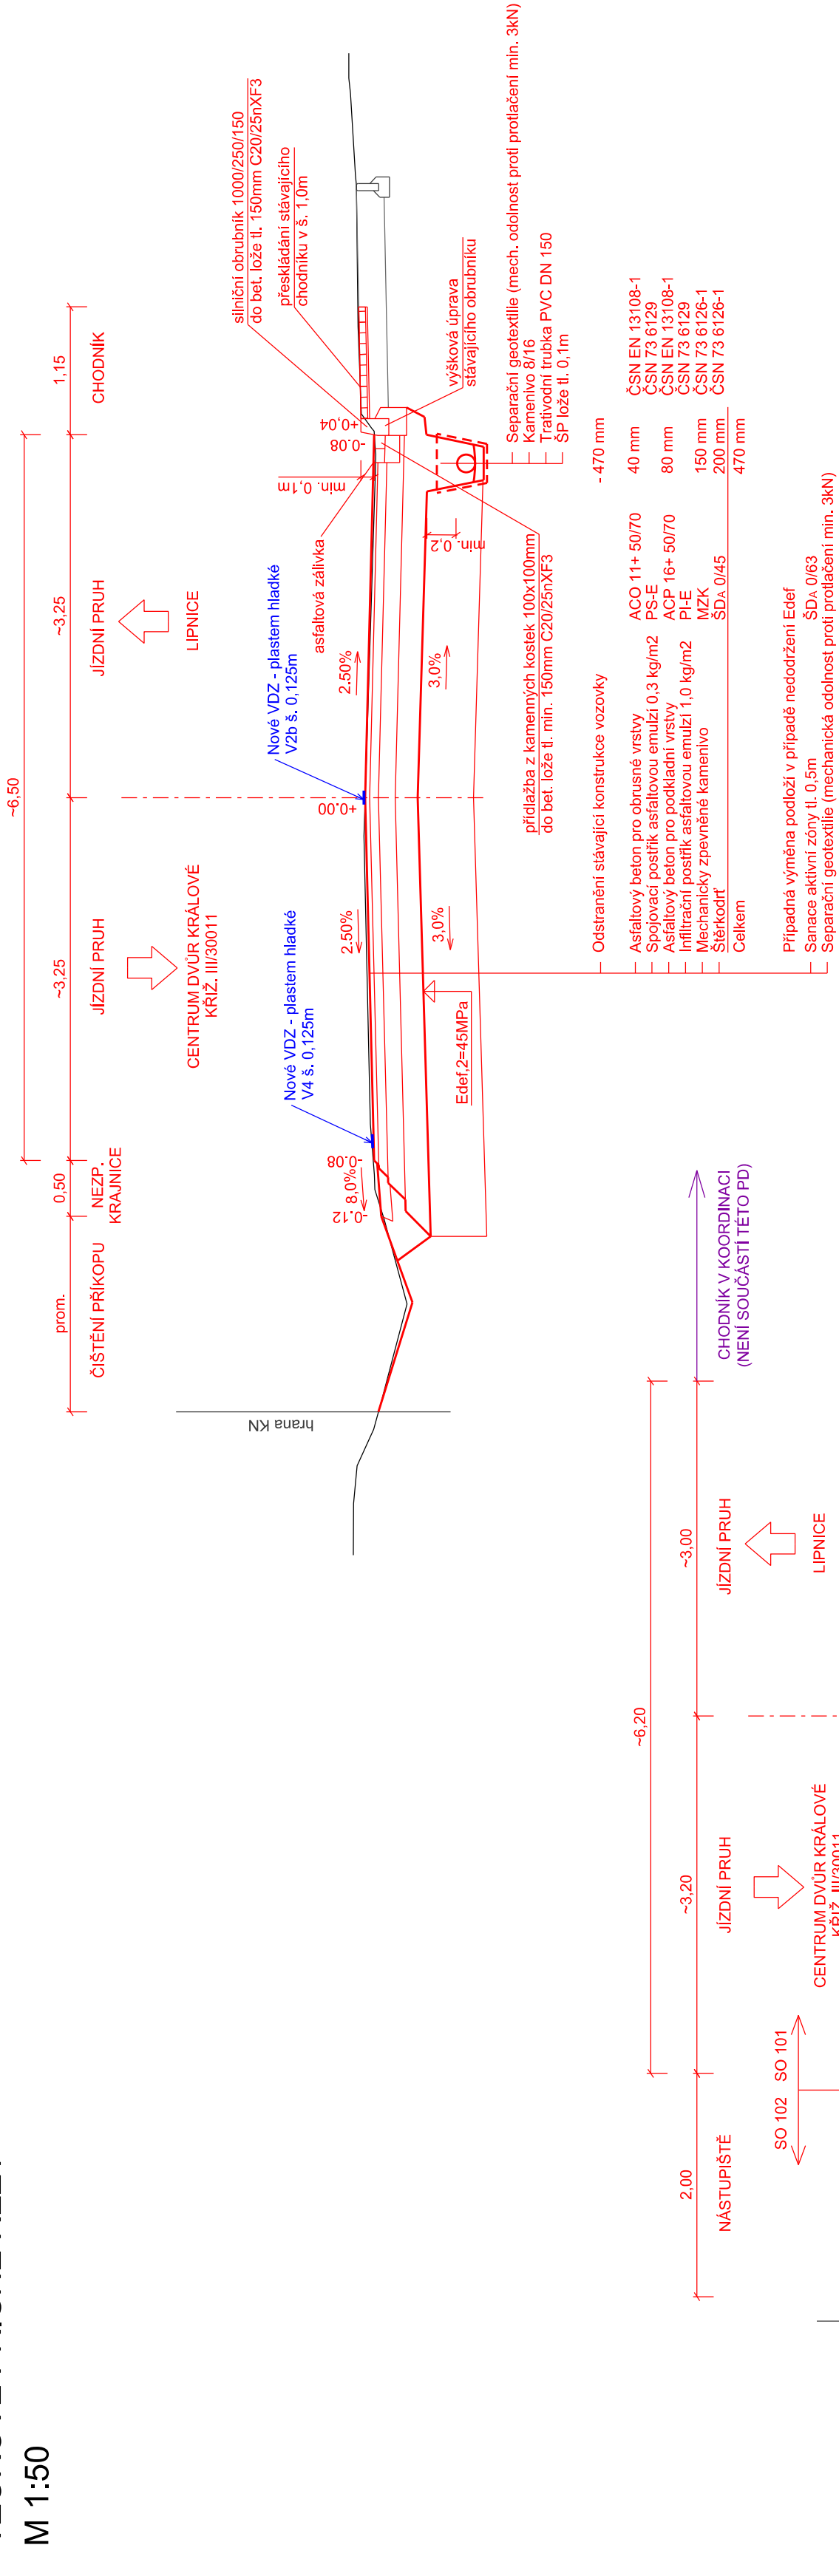 M 1:50
~6,50
prom.
0,50
~3,25
~3,25
1,15
ČIŠTĚNÍ PŘÍKOPU
NEZP.
KRAJNICE
JÍZDNÍ PRUH
JÍZDNÍ PRUH
CHODNÍK
CENTRUM DVŮR KRÁLOVÉ
KŘIŽ. III/30011
LIPNICE
hrana KN
Nové VDZ - plastem hladké
V4 š. 0,125m
Nové VDZ - plastem hladké
V2b š. 0,125m
asfaltová zálivka
silniční obrubník 1000/250/150
do bet. lože tl. 150mm C20/25nXF3
přeskládání stávajícího
chodníku v š. 1,0m
min. 0,1m
-0.12
8,0%
-0.08
2.50%
+0.00
2.50%
-0.08
+0,04
výšková úprava
stávajícího obrubníku
3,0%
3,0%
min. 0,2
Edef,2=45MPa
přídlažba z kamenných kostek 100x100mm
do bet. lože tl. min. 150mm C20/25nXF3
Separační geotextilie (mech. odolnost proti protlačení min. 3kN)
Kamenivo 8/16
Trativodní trubka PVC DN 150
ŠP lože tl. 0,1m
Odstranění stávající konstrukce vozovky - 470 mm
Asfaltový beton pro obrusné vrstvy ACO 11+ 50/70 40 mm ČSN EN 13108-1
Spojovací postřik asfaltovou emulzí 0,3 kg/m2 PS-E ČSN 73 6129
Asfaltový beton pro podkladní vrstvy ACP 16+ 50/70 80 mm ČSN EN 13108-1
Infiltrační postřik asfaltovou emulzí 1,0 kg/m2 PI-E ČSN 73 6129
Mechanicky zpevněné kamenivo MZK 150 mm ČSN 73 6126-1
Štěrkodrť ŠDA 0/45 200 mm ČSN 73 6126-1
Celkem 470 mm
Případná výměna podloží v případě nedodržení Edef
Sanace aktivní zóny tl. 0,5m ŠDA 0/63
Separační geotextilie (mechanická odolnost proti protlačení min. 3kN)
~6,20
2,00
~3,20
~3,00
NÁSTUPIŠTĚ
JÍZDNÍ PRUH
JÍZDNÍ PRUH
CHODNÍK V KOORDINACI
(NENÍ SOUČÁSTÍ TÉTO PD)
SO 102 SO 101
CENTRUM DVŮR KRÁLOVÉ
KŘIŽ. III/30011
LIPNICE